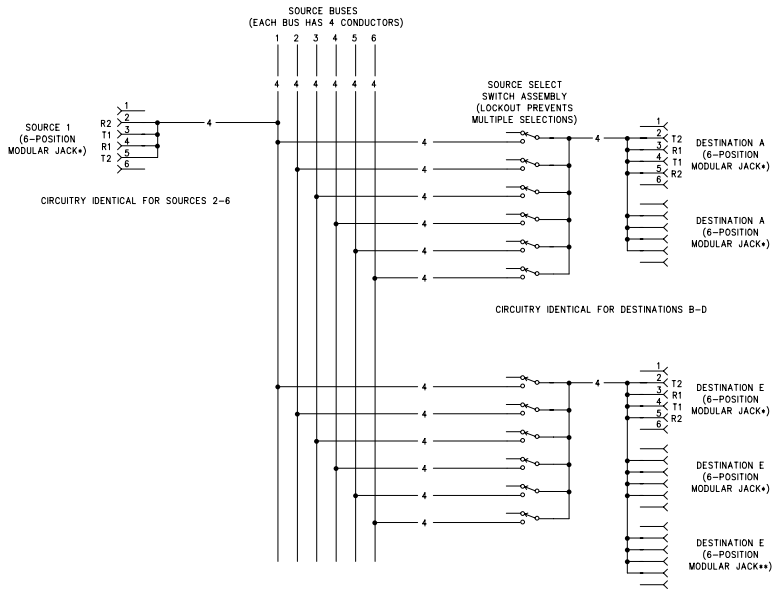 SOURCE BUSES
(EACH BUS HAS 4 CONDUCTORS)
1 2 3 4 5 6
4 4 4 4 4 4
SOURCE SELECT
SWITCH ASSEMBLY
(LOCKOUT PREVENTS
MULTIPLE SELECTIONS)
SOURCE 1
(6-POSITION
MODULAR JACK*)
1
R2 2
T1 3
R1 4
T2 5
6
4
CIRCUITRY IDENTICAL FOR SOURCES 2-6
4
4
4
4
4
4
4
1
2 T2
3 R1
4 T1
5 R2
6
DESTINATION A
(6-POSITION
MODULAR JACK*)
DESTINATION A
(6-POSITION
MODULAR JACK*)
CIRCUITRY IDENTICAL FOR DESTINATIONS B-D
4
4
4
4
4
4
4
1
2 T2
3 R1
4 T1
5 R2
6
DESTINATION E
(6-POSITION
MODULAR JACK*)
DESTINATION E
(6-POSITION
MODULAR JACK*)
DESTINATION E
(6-POSITION
MODULAR JACK**)